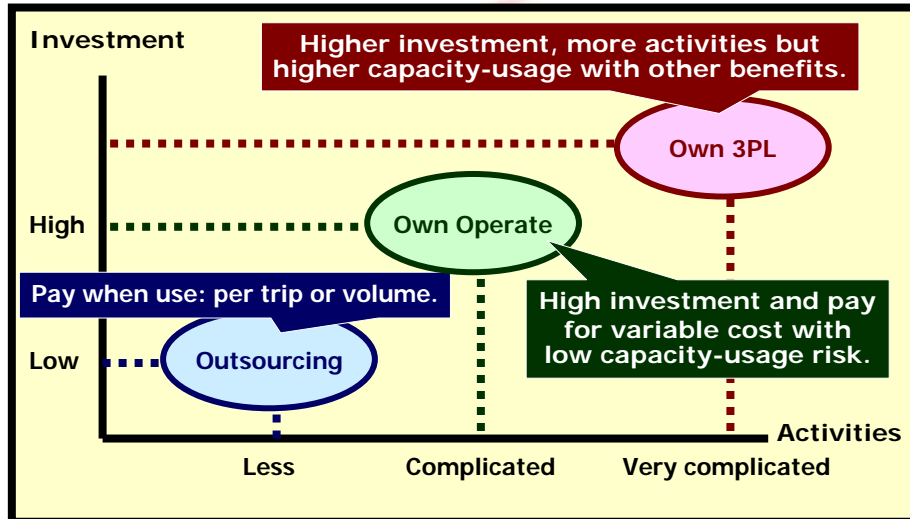 Investment
Higher investment, more activities but
higher capacity-usage with other benefits.
Own 3PL
High
Own Operate
Pay when use: per trip or volume.
High investment and pay
for variable cost with
low capacity-usage risk.
Low
Outsourcing
Activities
Less
Complicated
Very complicated